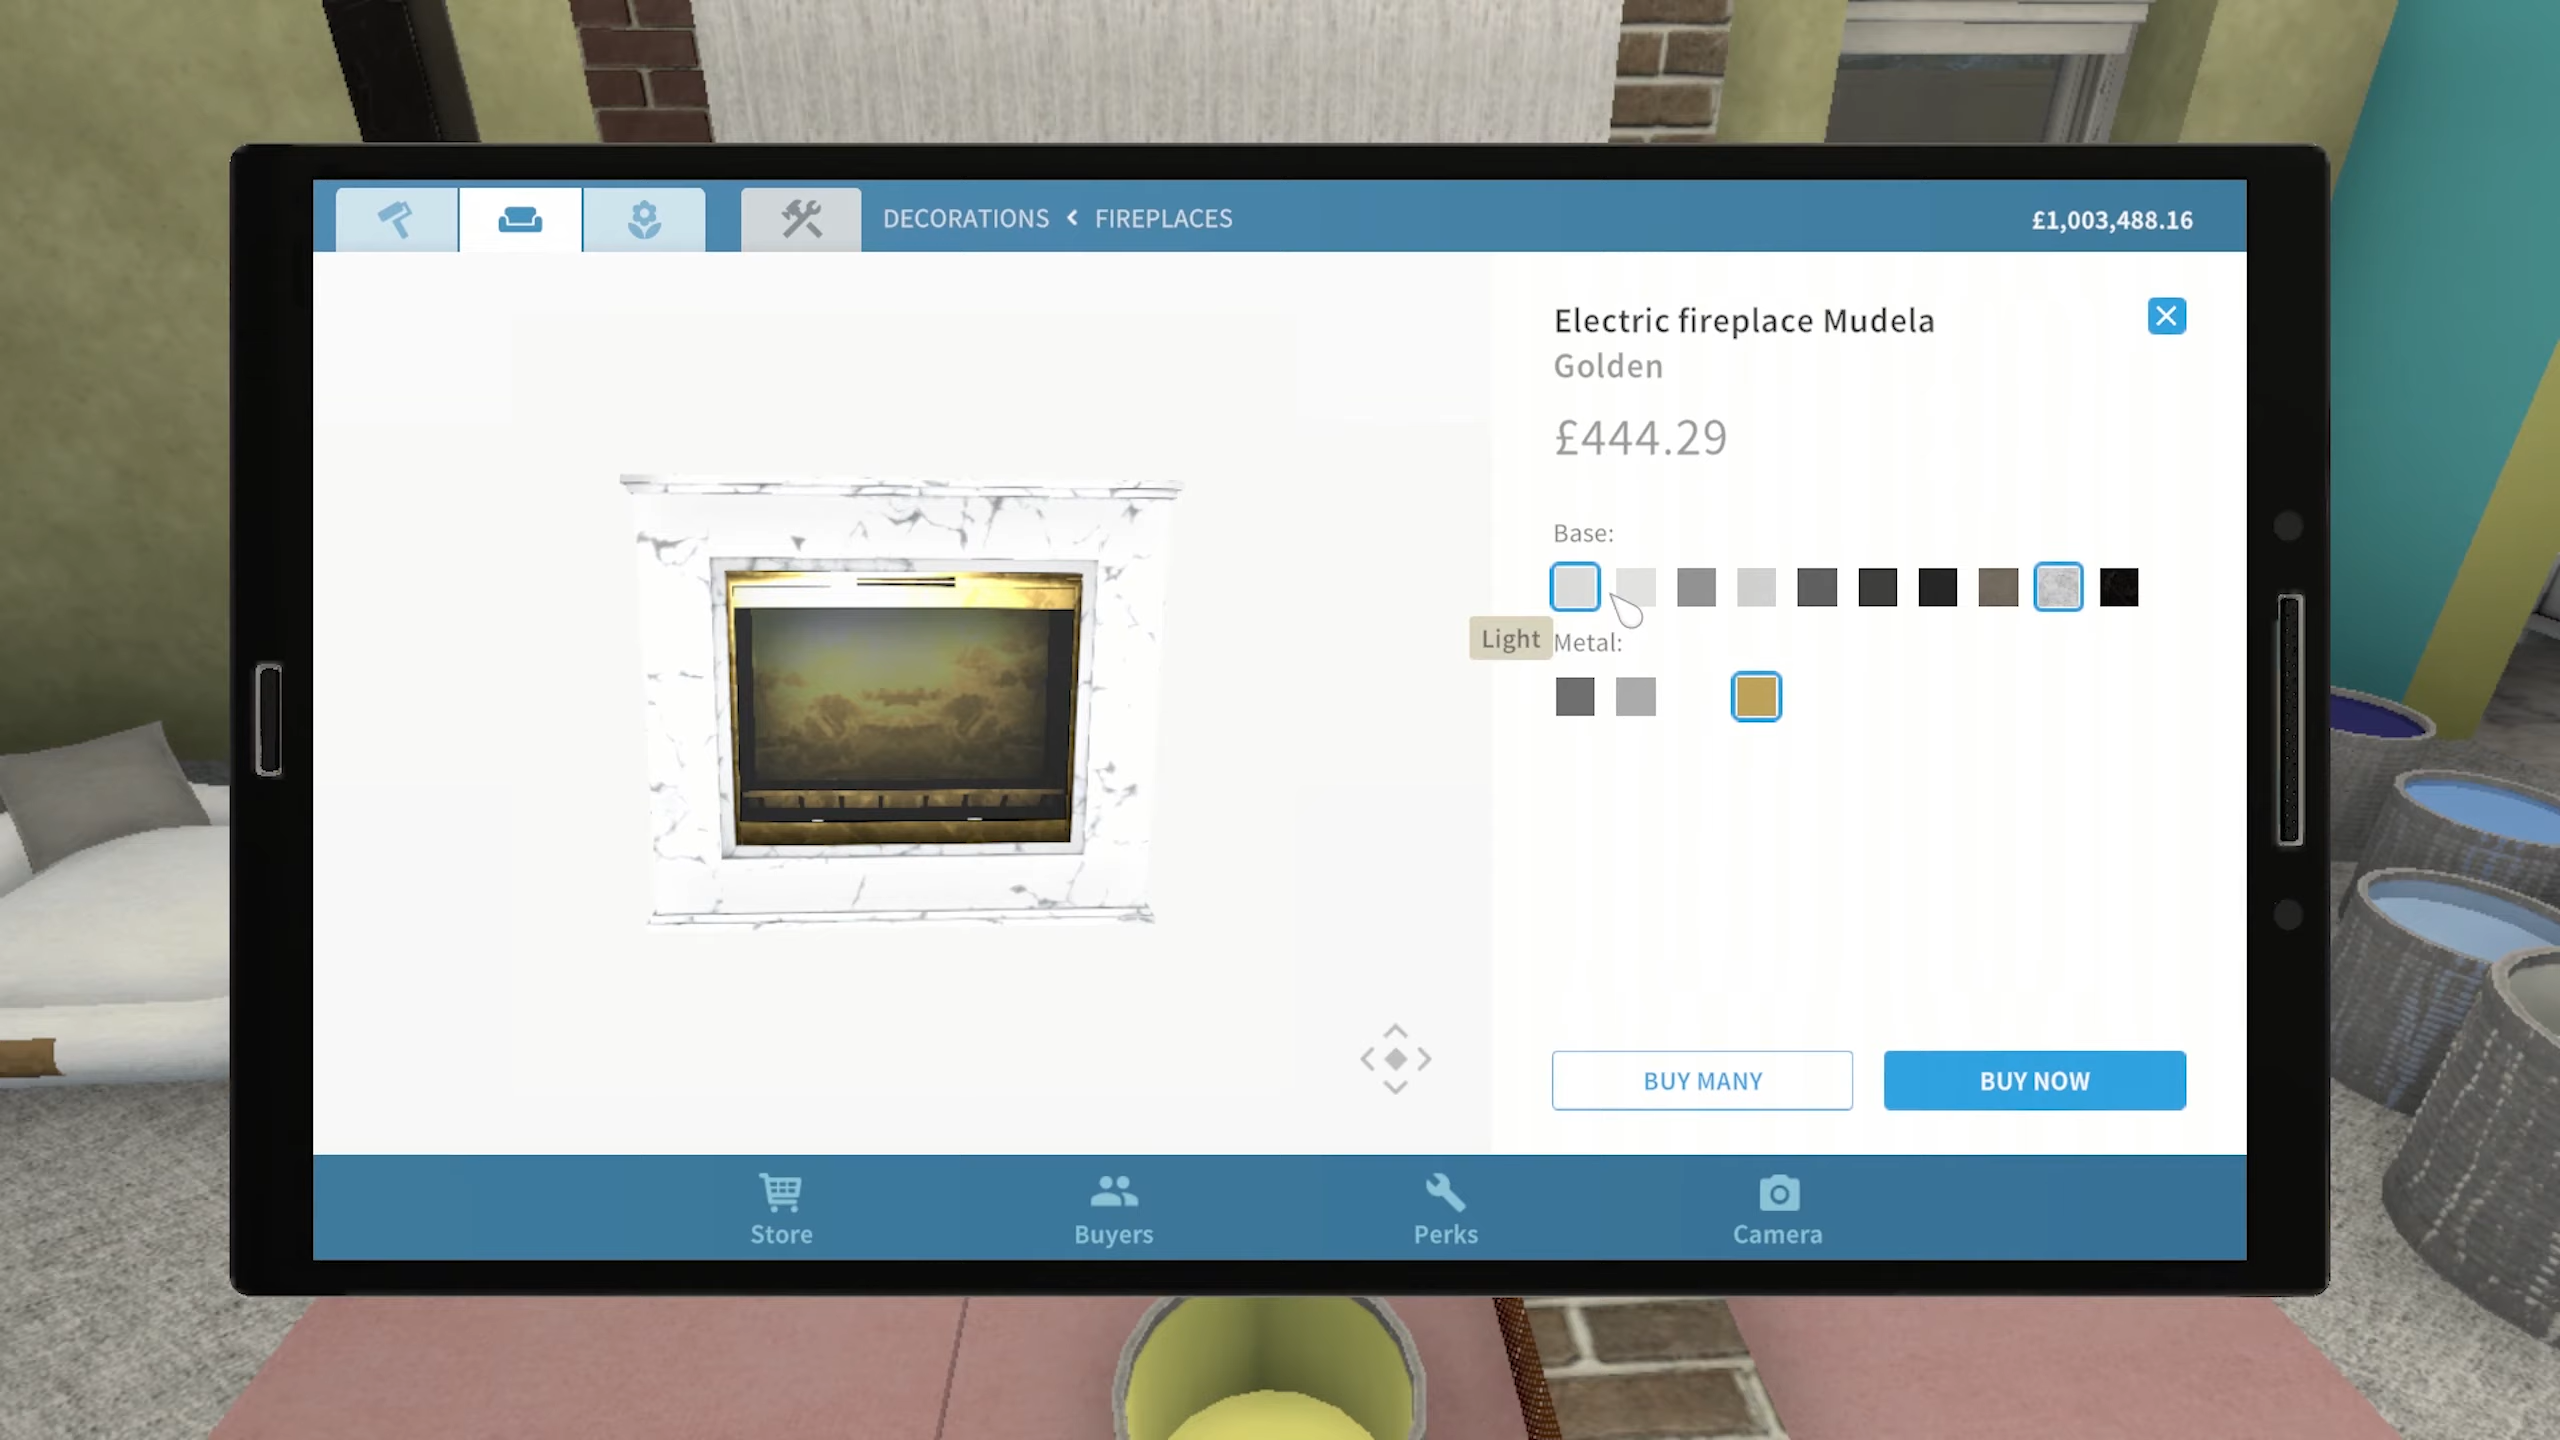 DECORATIONS < FIREPLACES
£1,003,488.16
Electric fireplace Mudela
Golden
£444.29
Base:
Light
Metal:
BUY MANY
BUY NOW
Store
Buyers
Perks
Camera